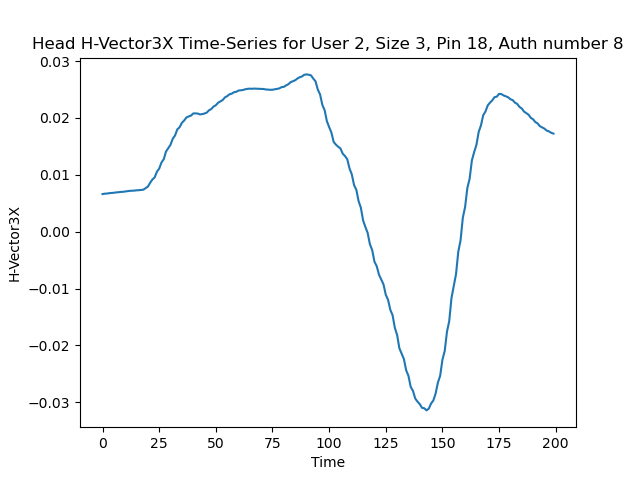 Head H-Vector3X Time-Series for User 2, Size 3, Pin 18, Auth number 8
0.03
0.02
0.01
0.00
−0.01
−0.02
−0.03
H-Vector3X
0 25 50 75 100 125 150 175 200
Time